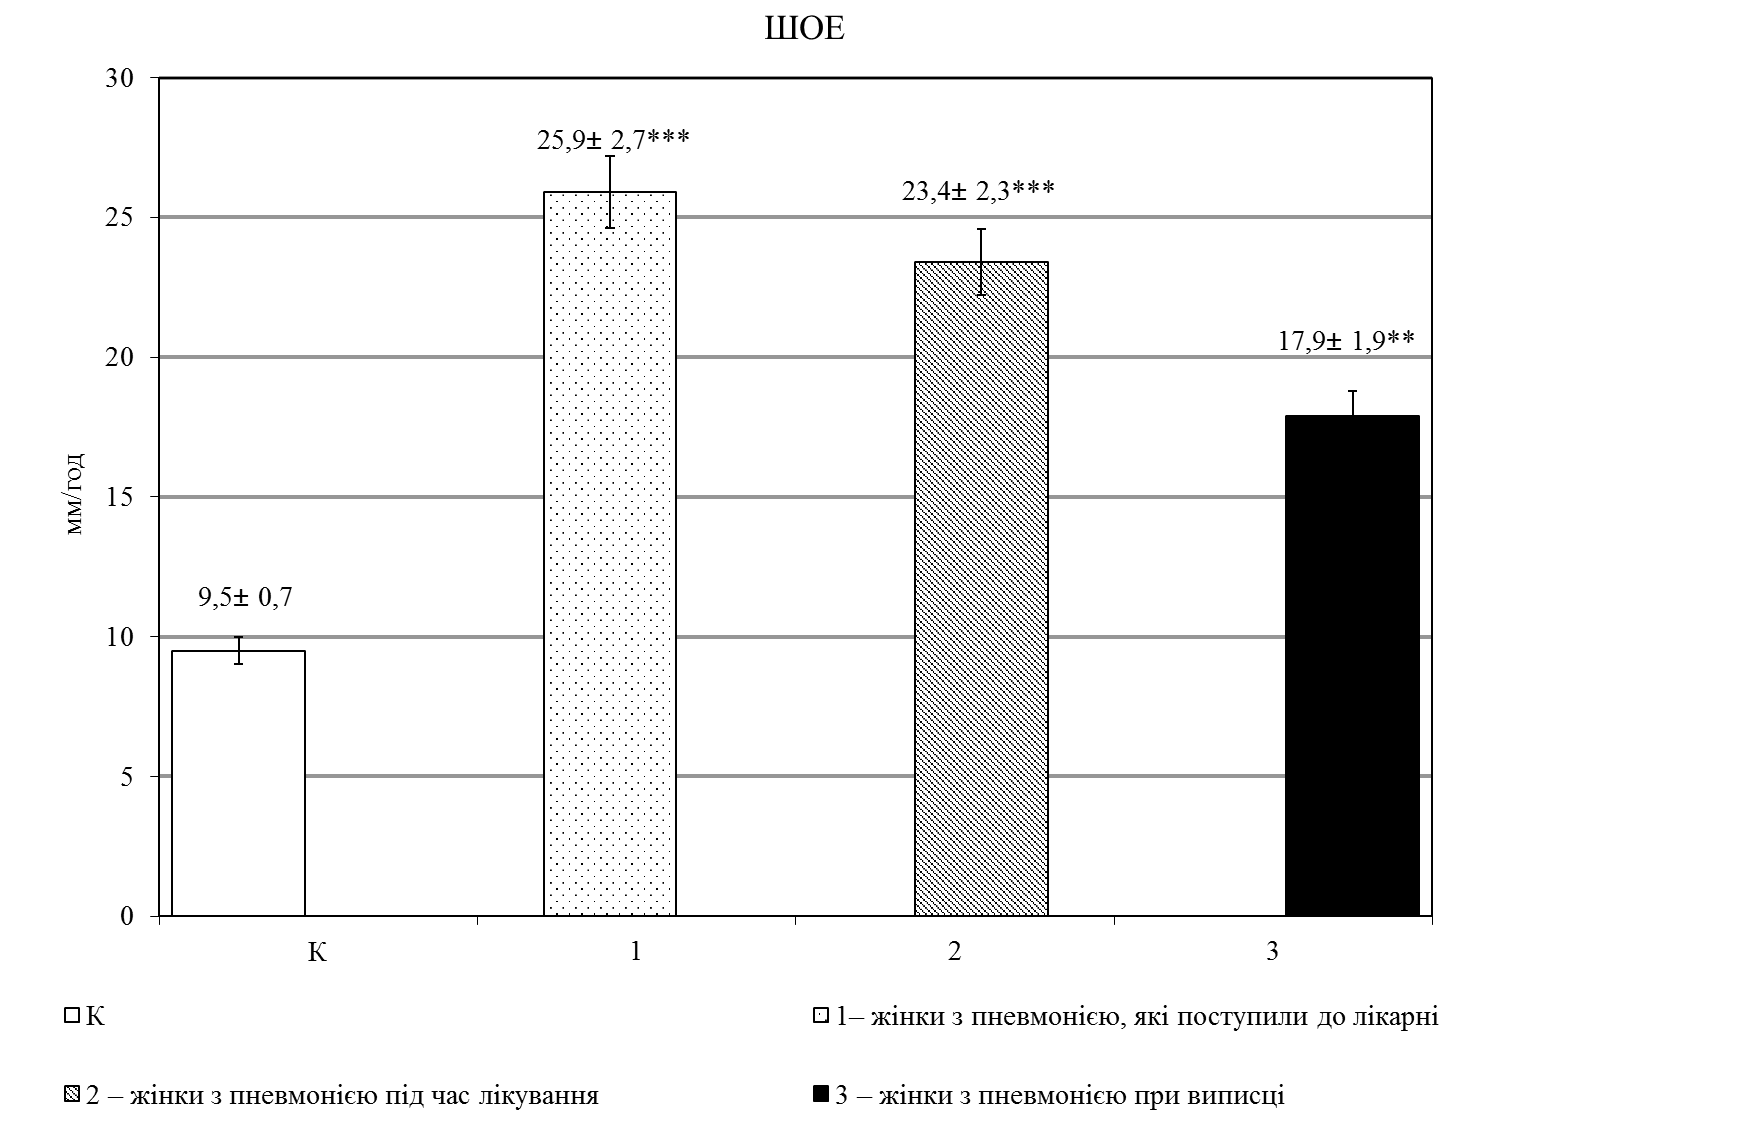 ШОЕ
30
25,9± 2,7***
23,4± 2,3***
25
17,9± 1,9**
20
мм/год
15
9,5± 0,7
10
5
0
К
1
2
3
К
1– жінки з пневмонією, які поступили до лікарні
2 – жінки з пневмонією під час лікування
3 – жінки з пневмонією при виписці